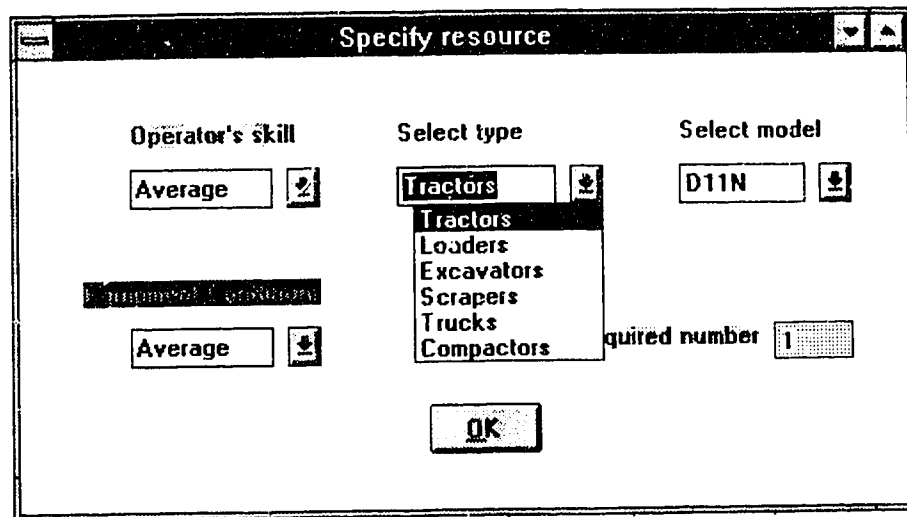 Specify resource
Operator's skill
Select type
Select model
Average
Tractors
D11N
Tractors
Loaders
Excavators
Scrapers
Trucks
Compactors
Average
quired number
1
OK